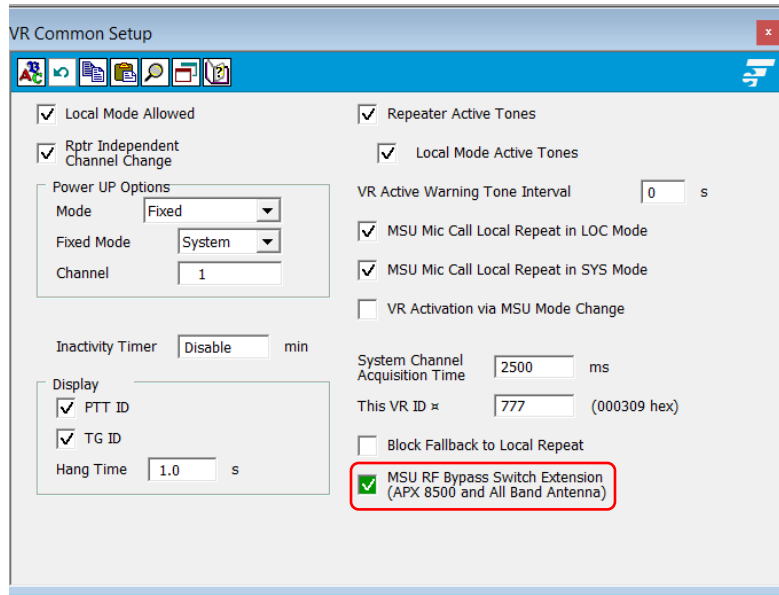 VR Common Setup
Local Mode Allowed
Rptr Independent
Channel Change
Power UP Options
Mode Fixed
Fixed Mode System
Channel 1
Inactivity Timer Disable min
Display
PTT ID
TG ID
Hang Time 1.0 s
Repeater Active Tones
Local Mode Active Tones
VR Active Warning Tone Interval 0 s
MSU Mic Call Local Repeat in LOC Mode
MSU Mic Call Local Repeat in SYS Mode
VR Activation via MSU Mode Change
System Channel
Acquisition Time 2500 ms
This VR ID ¤ 777 (000309 hex)
Block Fallback to Local Repeat
MSU RF Bypass Switch Extension
(APX 8500 and All Band Antenna)